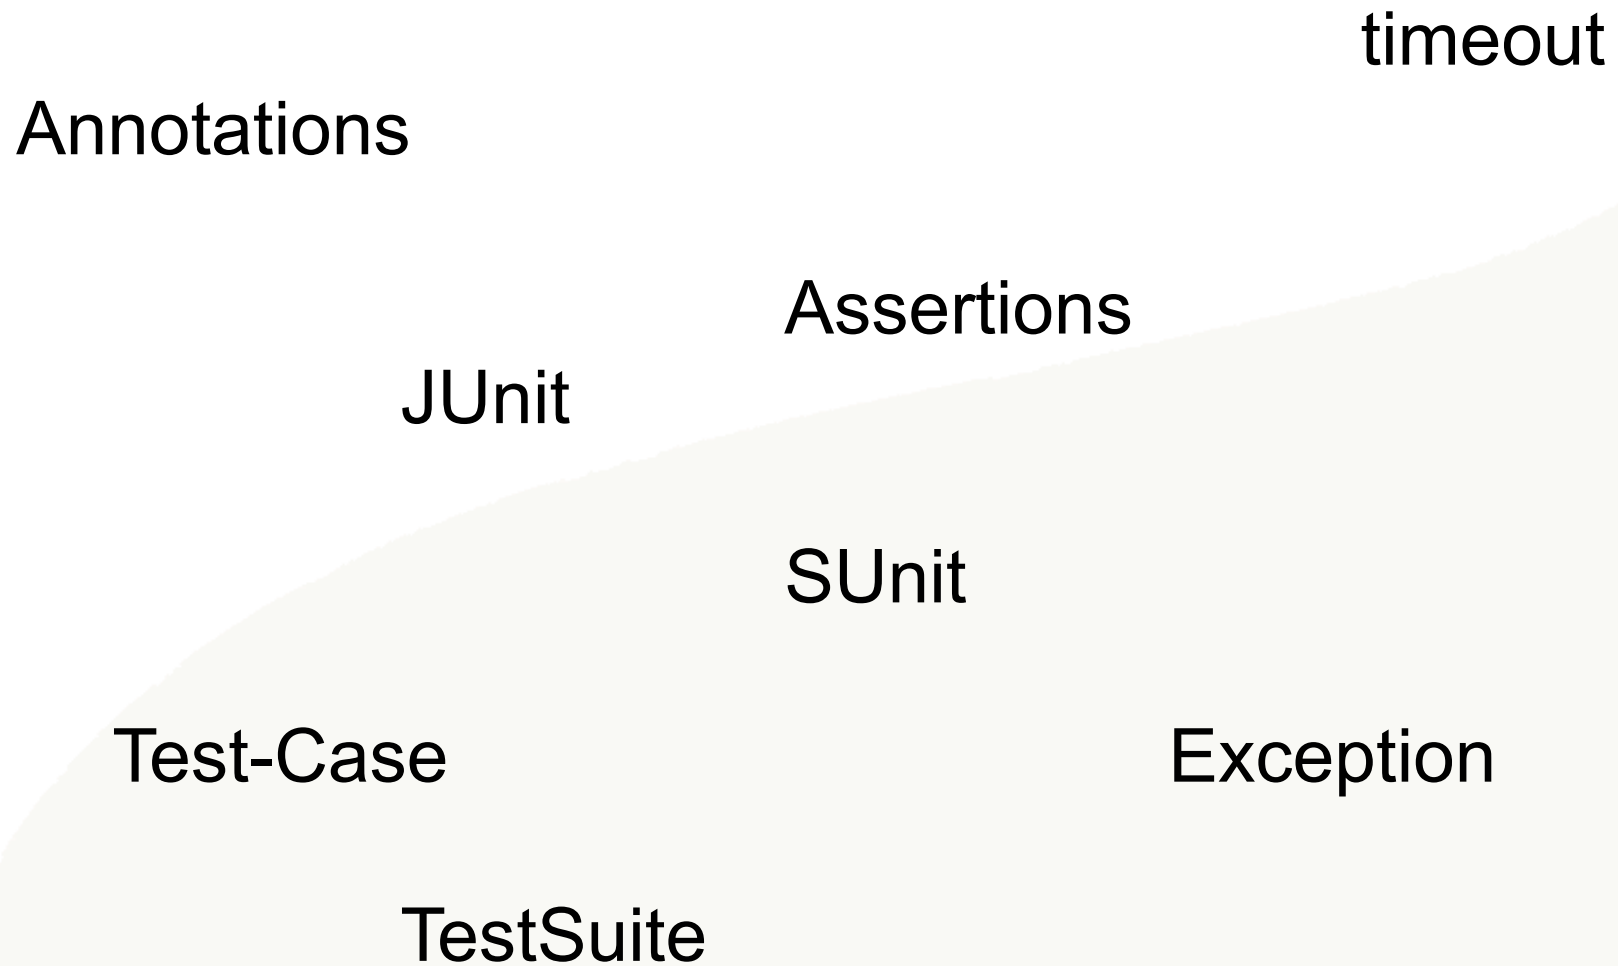 timeout
Annotations
Assertions
JUnit
SUnit
Test-Case
Exception
TestSuite